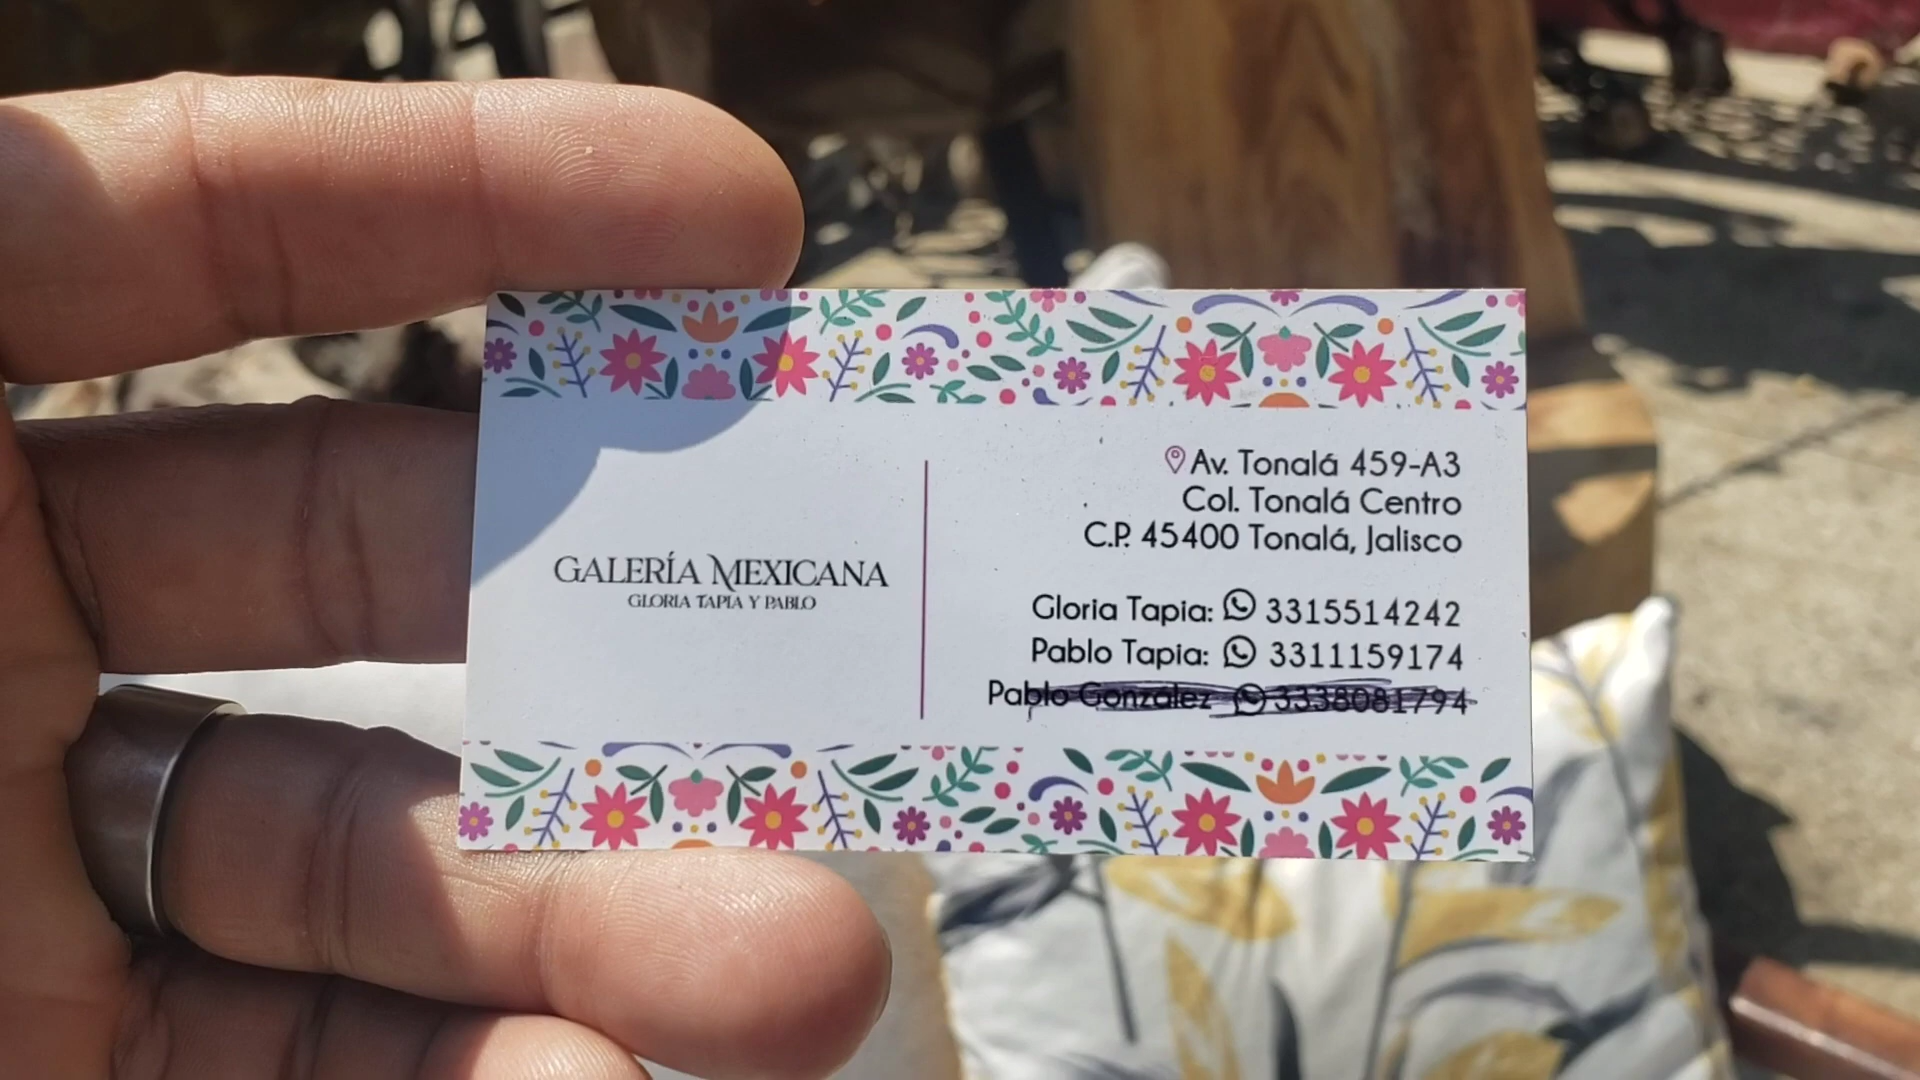 GALERÍA MEXICANA
GLORIA TAPIA Y PABLO
Av. Tonalá 459-A3
Col. Tonalá Centro
C.P. 45400 Tonalá, Jalisco
Gloria Tapia: 3315514242
Pablo Tapia: 3311159174
Pablo González 3338081794